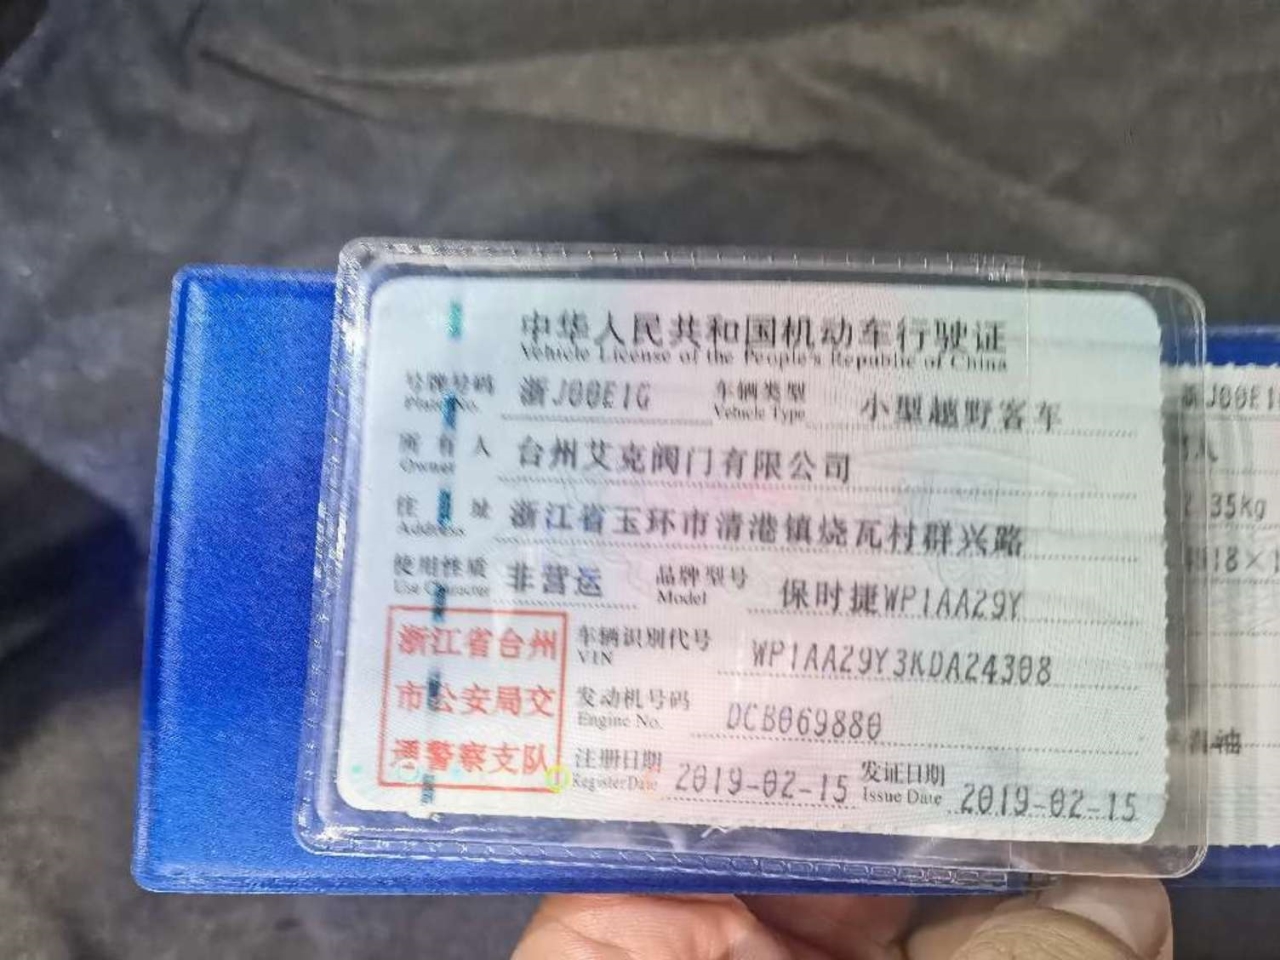 中华人民共和国机动车行驶证
Vehicle License of the People's Republic of China
号牌号码 浙J00E1G 车辆类型 小型越野客车
Plate No. Vehicle Type
所有人 台州艾克阀门有限公司
Owner
住址 浙江省玉环市清港镇烧瓦村群兴路
Address
使用性质 非营运 品牌型号 保时捷WP1AA29Y
Use Character Model
浙江省台州
市公安局交
通警察支队
车辆识别代号 WP1AA29Y3KDA24308
VIN
发动机号码 DCB069880
Engine No.
注册日期 2019-02-15 发证日期 2019-02-15
Register Date Issue Date
J00E1
35kg